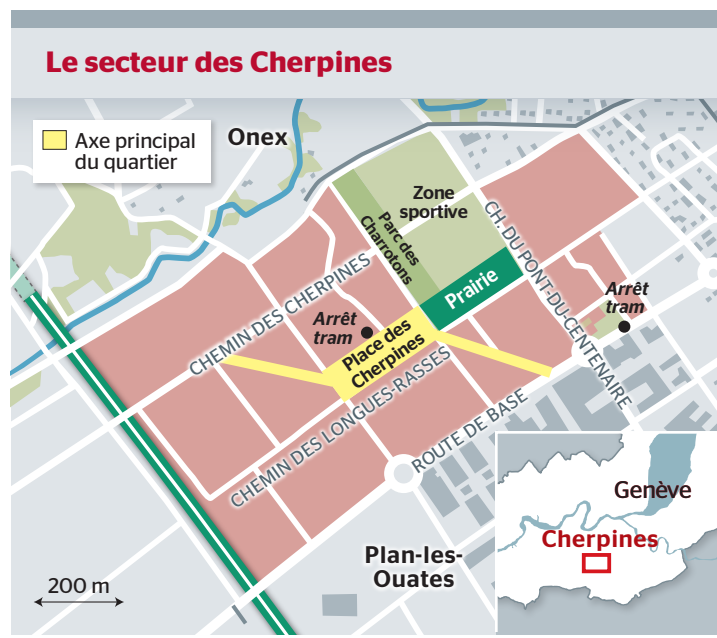 Le secteur des Cherpines
Axe principal
du quartier
Onex
Zone
sportive
Parc des
Charrotons
CH. DU PONT-DU-CENTENAIRE
Prairie
CHEMIN DES CHERPINES
Arrêt
tram
Arrêt
tram
Place des
Cherpines
CHEMIN DES LONGUES-RASSES
ROUTE DE BASE
Plan-les-
Ouates
200 m
Genève
Cherpines